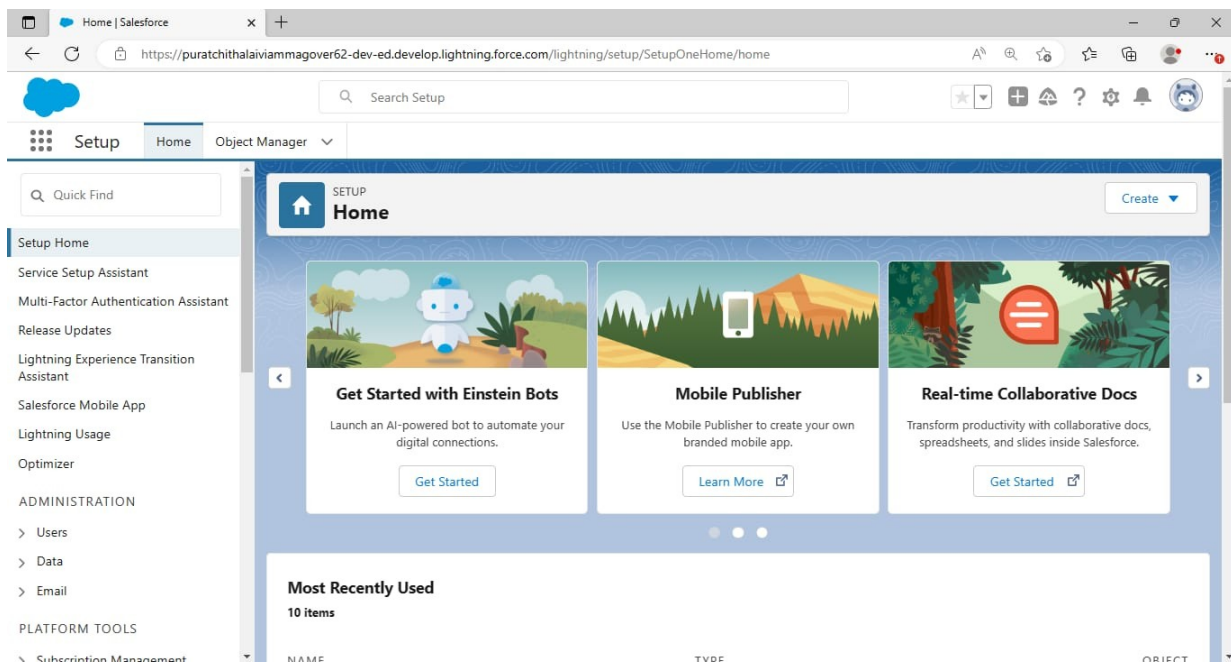 Home | Salesforce
https://puratchithalaiviammagover62-dev-ed.develop.lightning.force.com/lightning/setup/SetupOneHome/home
Search Setup
Setup
Home
Object Manager
Quick Find
Setup Home
Service Setup Assistant
Multi-Factor Authentication Assistant
Release Updates
Lightning Experience Transition
Assistant
Salesforce Mobile App
Lightning Usage
Optimizer
ADMINISTRATION
Users
Data
Email
PLATFORM TOOLS
Subscription Management
SETUP
Home
Create
Get Started with Einstein Bots
Launch an AI-powered bot to automate your
digital connections.
Get Started
Mobile Publisher
Use the Mobile Publisher to create your own
branded mobile app.
Learn More
Real-time Collaborative Docs
Transform productivity with collaborative docs,
spreadsheets, and slides inside Salesforce.
Get Started
Most Recently Used
10 items
NAME
TYPE
OBJECT